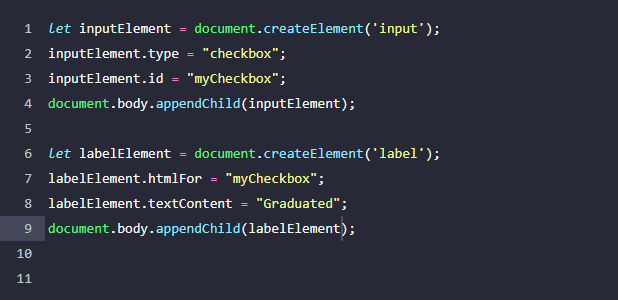 1 let inputElement = document.createElement('input');
2 inputElement.type = "checkbox";
3 inputElement.id = "myCheckbox";
4 document.body.appendChild(inputElement);
5
6 let labelElement = document.createElement('label');
7 labelElement.htmlFor = "myCheckbox";
8 labelElement.textContent = "Graduated";
9 document.body.appendChild(labelElement);
10
11